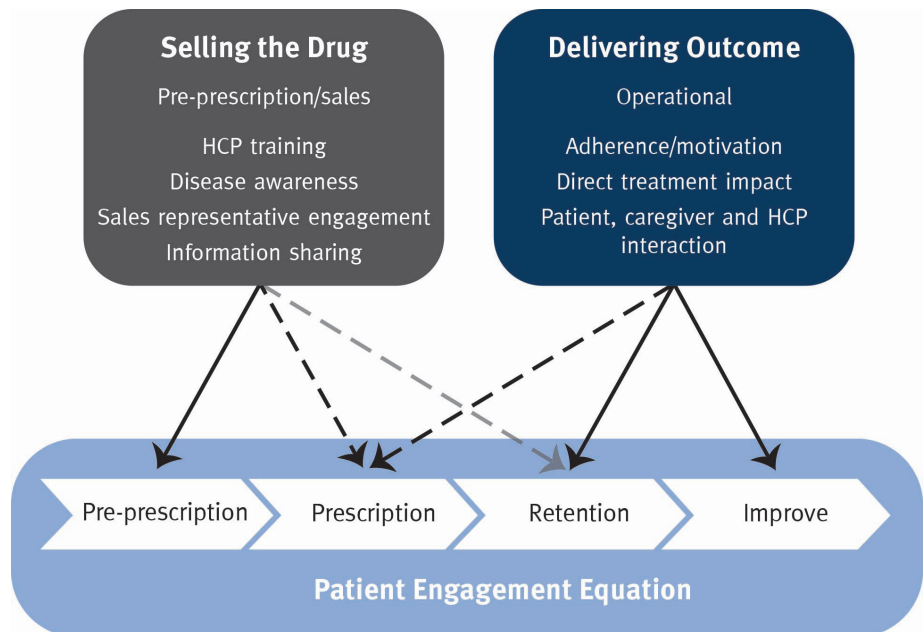 Selling the Drug
Pre-prescription/sales
HCP training
Disease awareness
Sales representative engagement
Information sharing
Delivering Outcome
Operational
Adherence/motivation
Direct treatment impact
Patient, caregiver and HCP
interaction
Pre-prescription
Prescription
Retention
Improve
Patient Engagement Equation